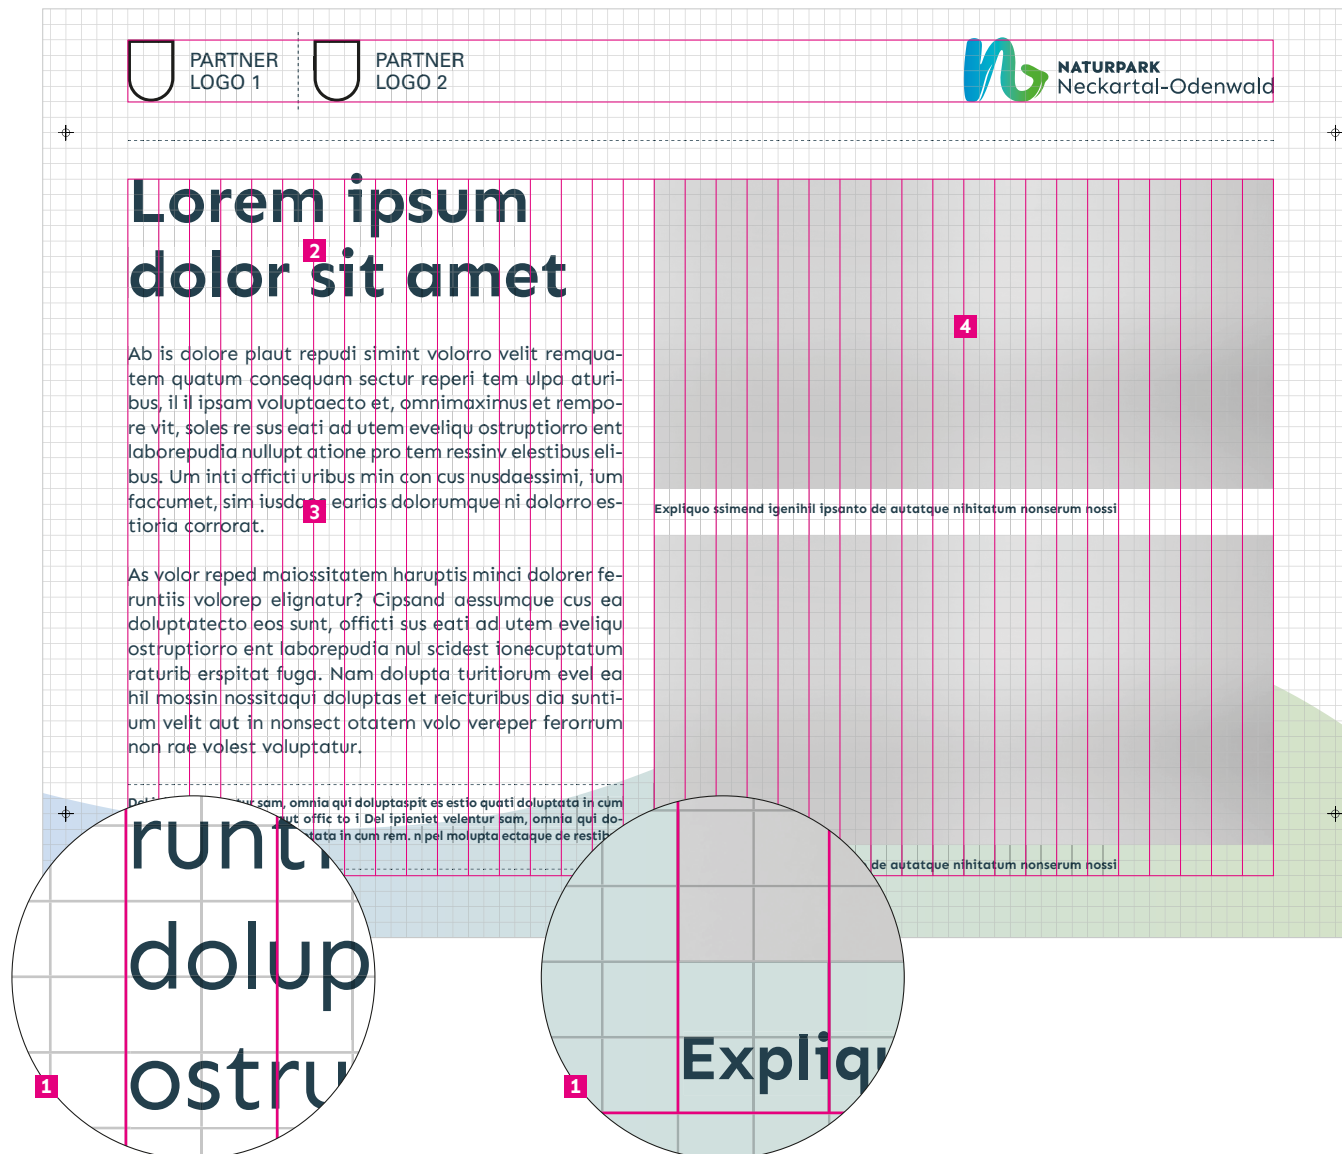 PARTNER
LOGO 1
PARTNER
LOGO 2
NATURPARK
Neckartal-Odenwald
Lorem ipsum
2
dolor sit amet
4
Ab is dolore plaut repudi simint volorro velit remqua-
tem quatum consequam sectur reperi tem ulpa aturi-
bus, il il ipsam voluptaecto et, omnimaximus et rempo-
re vit, soles re sus eati ad utem eveliqu ostruptiorro ent
laborepudia nullupt atione pro tem ressinv elestibus eli-
bus. Um inti officti uribus min con cus nusdaessimi, ium
faccumet, sim iusdaes earias dolorumque ni dolorro es-
3
tioria corrorat.
Expliquo ssimend igenihil ipsanto de autatque nihitatum nonserum nossi
As volor reped maiossitatem haruptis minci dolorer fe-
runtiis volorep elignatur? Cipsand aessumque cus ea
doluptatecto eos sunt, officti sus eati ad utem eveliqu
ostruptiorro ent laborepudia nul scidest ionecuptatum
raturib erspitat fuga. Nam dolupta turitiorum evel ea
hil mossin nossitaqui doluptas et reicturibus dia sunti-
um velit aut in nonsect otatem volo vereper ferorrum
non rae volest voluptatur.
sam, omnia qui doluptaspit es estio quati doluptata in cum
offic to i Del ipieniet velentur sam, omnia qui do-
in cum rem. n pel molupta ectaque de
de autatque nihitatum nonserum nossi
runti
dolup
ostru
1
Expliqu
1